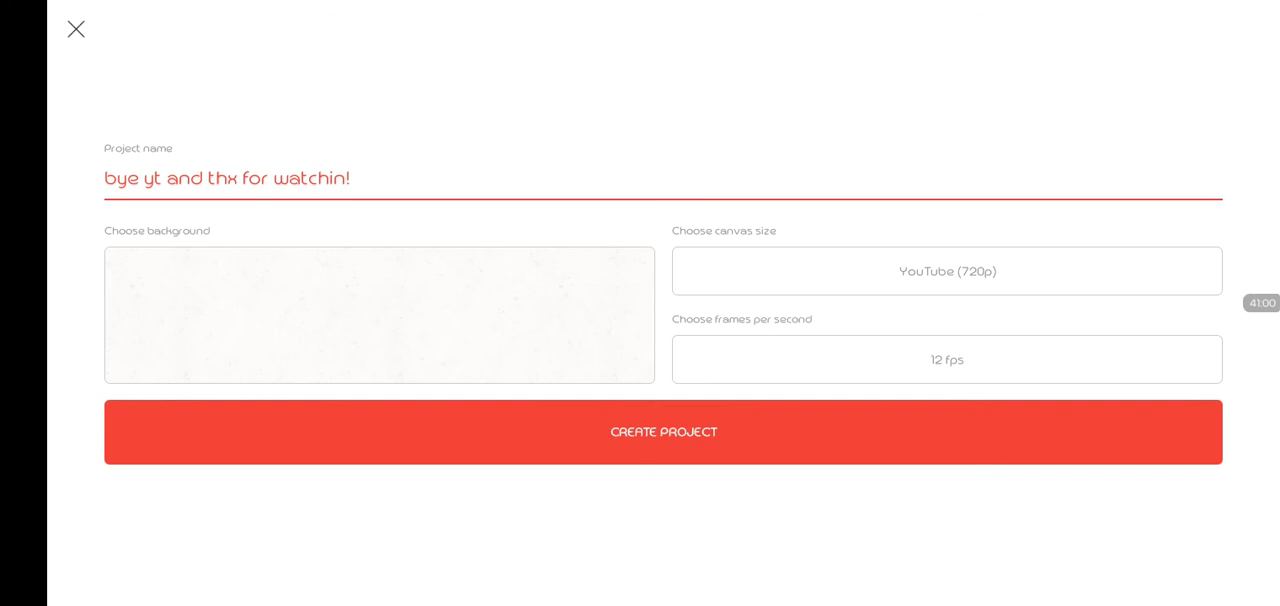 Project name
bye yt and thx for watchin!
Choose background
Choose canvas size
YouTube (720p)
41:00
Choose frames per second
12 fps
CREATE PROJECT